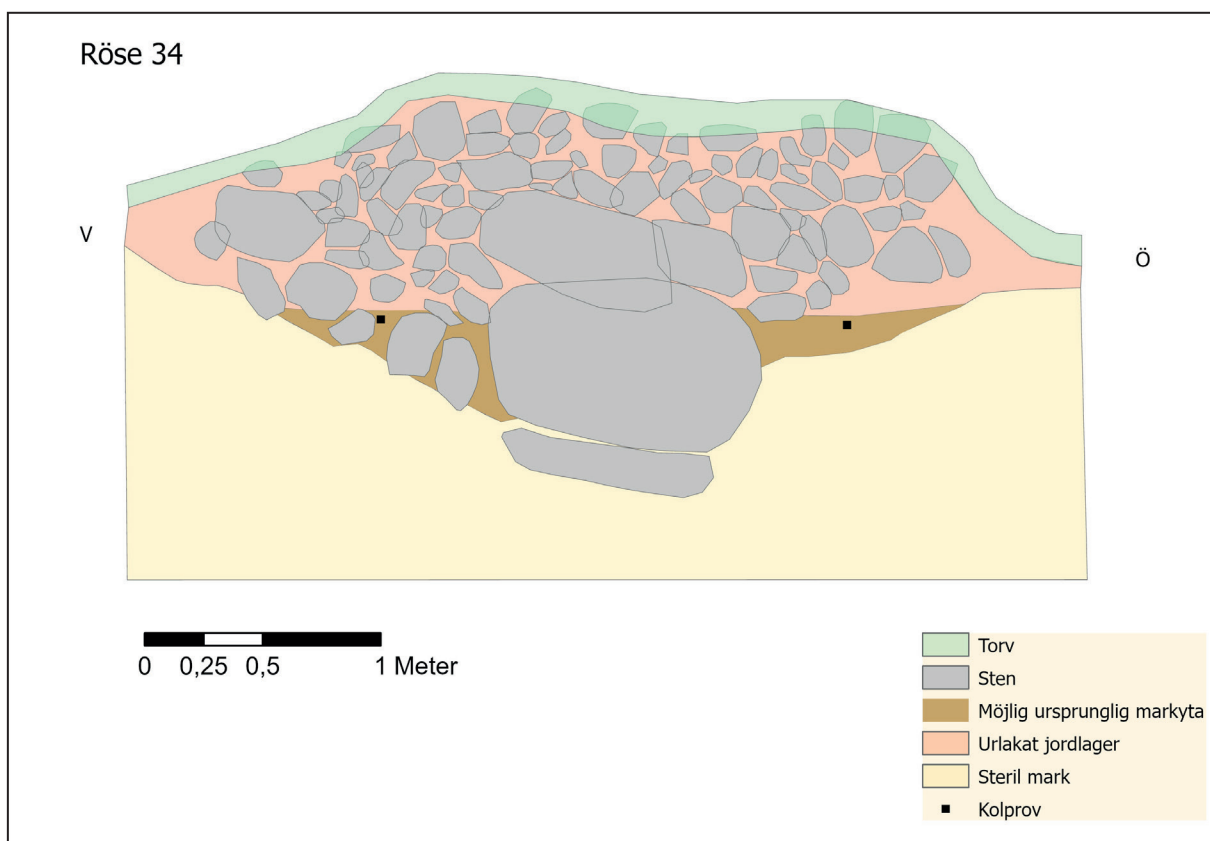 Röse 34
V
Ö
0 0,25 0,5 1 Meter
Torv
Sten
Möjlig ursprunglig markyta
Urlakat jordlager
Steril mark
Kolprov